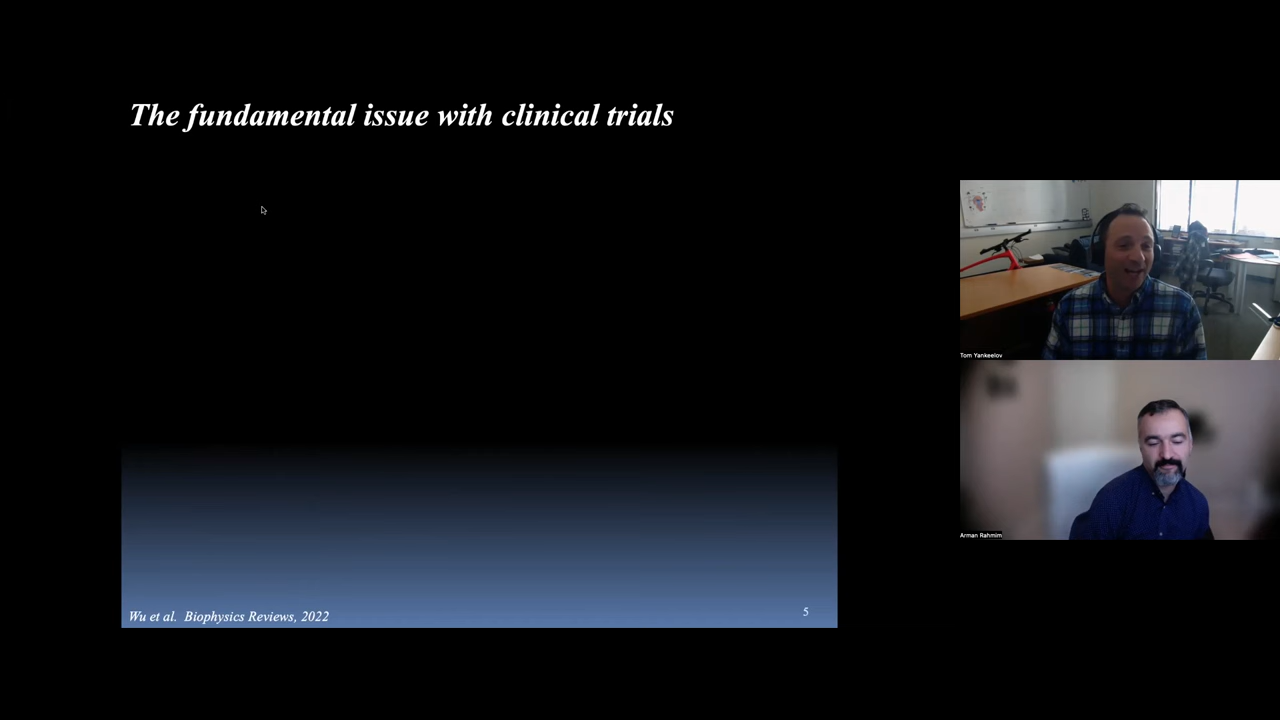 The fundamental issue with clinical trials
Tom Yankeelov
Arman Rahmim
Wu et al.  Biophysics Reviews, 2022
5